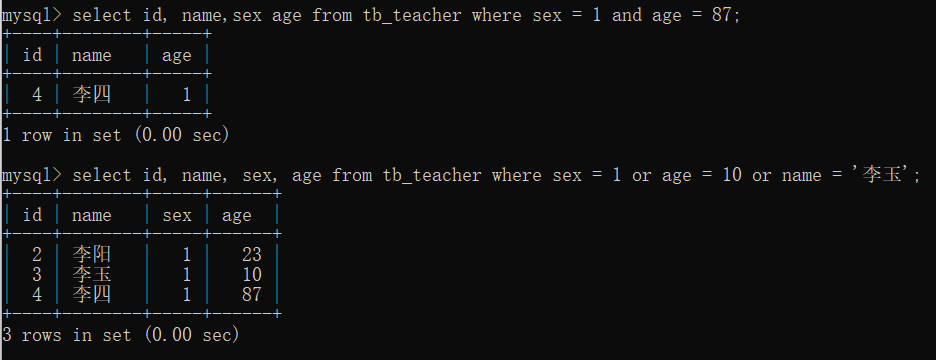 mysql> select id, name,sex age from tb_teacher where sex = 1 and age = 87;
+----+--------+-----+
| id | name   | age |
+----+--------+-----+
|  4 | 李四   |   1 |
+----+--------+-----+
1 row in set (0.00 sec)
mysql> select id, name, sex, age from tb_teacher where sex = 1 or age = 10 or name = '李玉';
+----+--------+-----+------+
| id | name   | sex | age  |
+----+--------+-----+------+
|  2 | 李阳   |   1 |   23 |
|  3 | 李玉   |   1 |   10 |
|  4 | 李四   |   1 |   87 |
+----+--------+-----+------+
3 rows in set (0.00 sec)